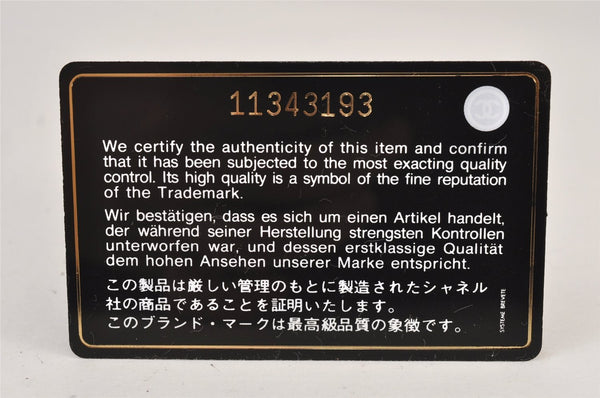 11343193
We certify the authenticity of this item and confirm
that it has been subjected to the most exacting quality
control. Its high quality is a symbol of the fine reputation
of the Trademark.
Wir bestätigen, dass es sich um einen Artikel handelt,
der während seiner Herstellung strengsten Kontrollen
unterworfen war, und dessen erstklassige Qualität
dem hohen Ansehen unserer Marke entspricht.
この製品は厳しい管理のもとに製造されたシャネル
社の商品であることを証明いたします。
このブランド・マークは最高級品質の象徴です。
SYSTEME BREVETE